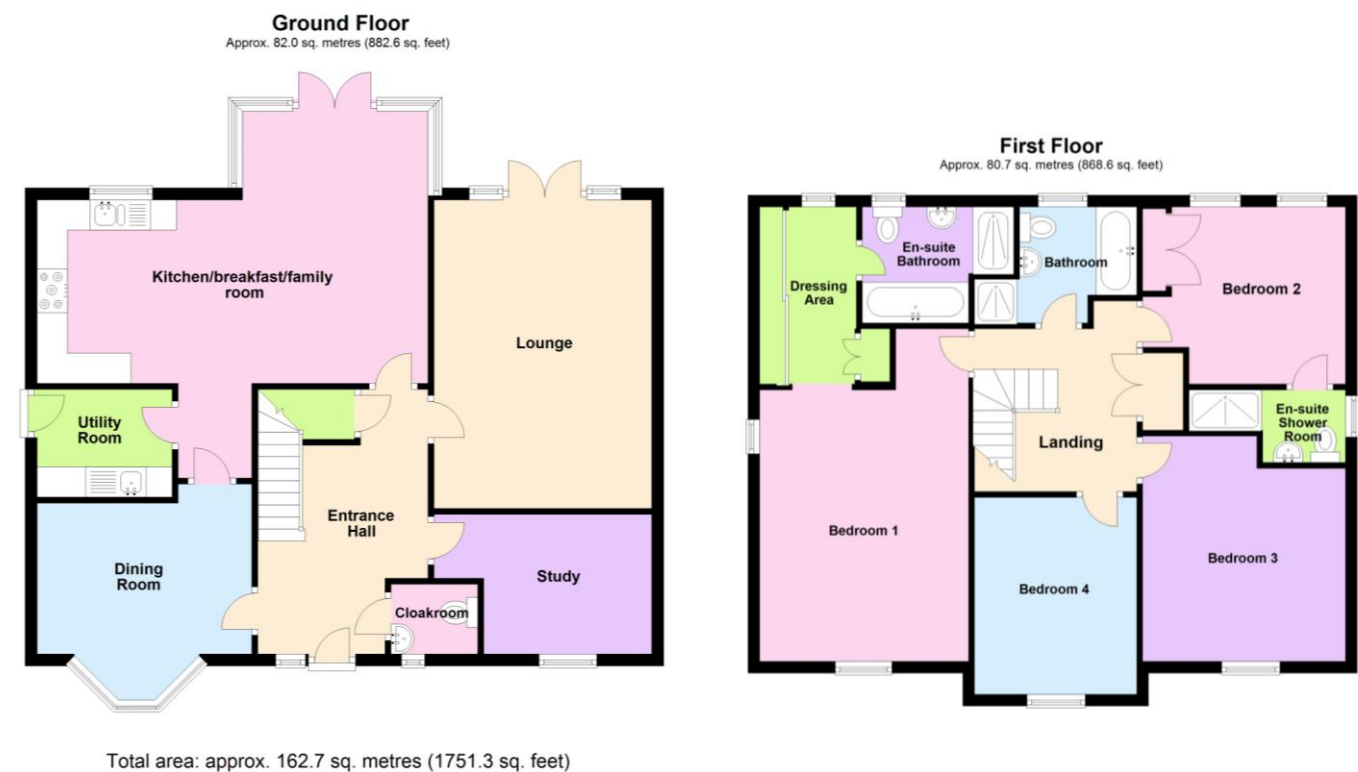 Ground Floor
Approx. 82.0 sq. metres (882.6 sq. feet)
Kitchen/breakfast/family
room
Lounge
Utility
Room
Entrance
Hall
Dining
Room
Study
Cloakroom
First Floor
Approx. 80.7 sq. metres (868.6 sq. feet)
En-suite
Bathroom
Bathroom
Dressing
Area
Bedroom 2
En-suite
Shower
Room
Landing
Bedroom 1
Bedroom 3
Bedroom 4
Total area: approx. 162.7 sq. metres (1751.3 sq. feet)